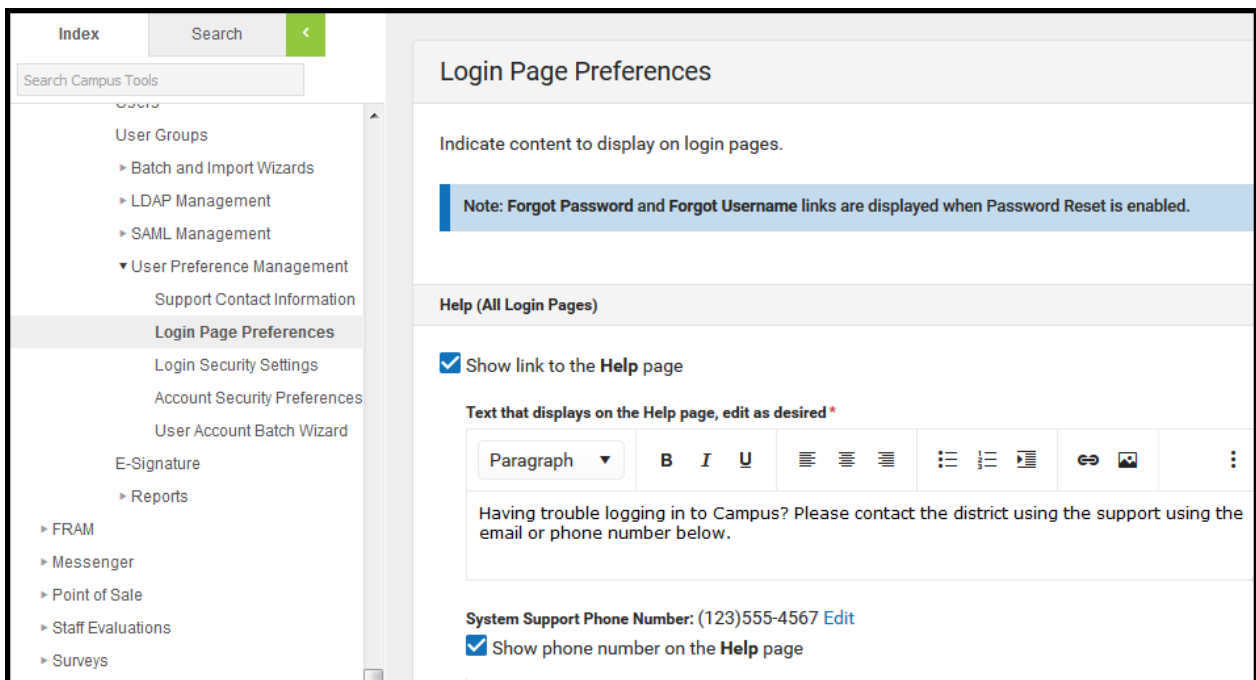 Index
Search
Search Campus Tools
Users
User Groups
Batch and Import Wizards
LDAP Management
SAML Management
User Preference Management
Support Contact Information
Login Page Preferences
Login Security Settings
Account Security Preferences
User Account Batch Wizard
E-Signature
Reports
FRAM
Messenger
Point of Sale
Staff Evaluations
Surveys
Login Page Preferences
Indicate content to display on login pages.
Note: Forgot Password and Forgot Username links are displayed when Password Reset is enabled.
Help (All Login Pages)
Show link to the Help page
Text that displays on the Help page, edit as desired *
Paragraph B I U
Having trouble logging in to Campus? Please contact the district using the support using the
email or phone number below.
System Support Phone Number: (123)555-4567 Edit
Show phone number on the Help page